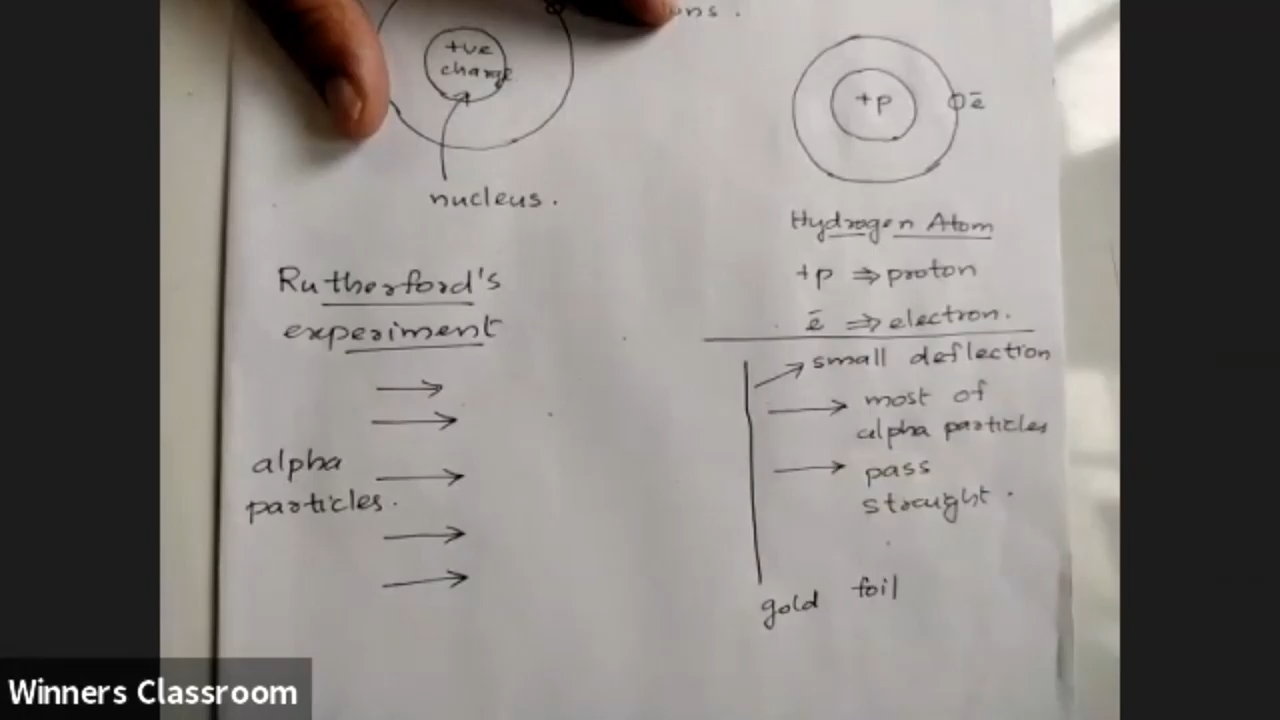 +ve
charge
nucleus.
+p
ē
Hydrogen Atom
+p ⇒ proton
ē ⇒ electron.
Rutherford's
experiment
alpha
particles.
small deflection
most of
alpha particles
pass
straught.
gold foil
Winners Classroom